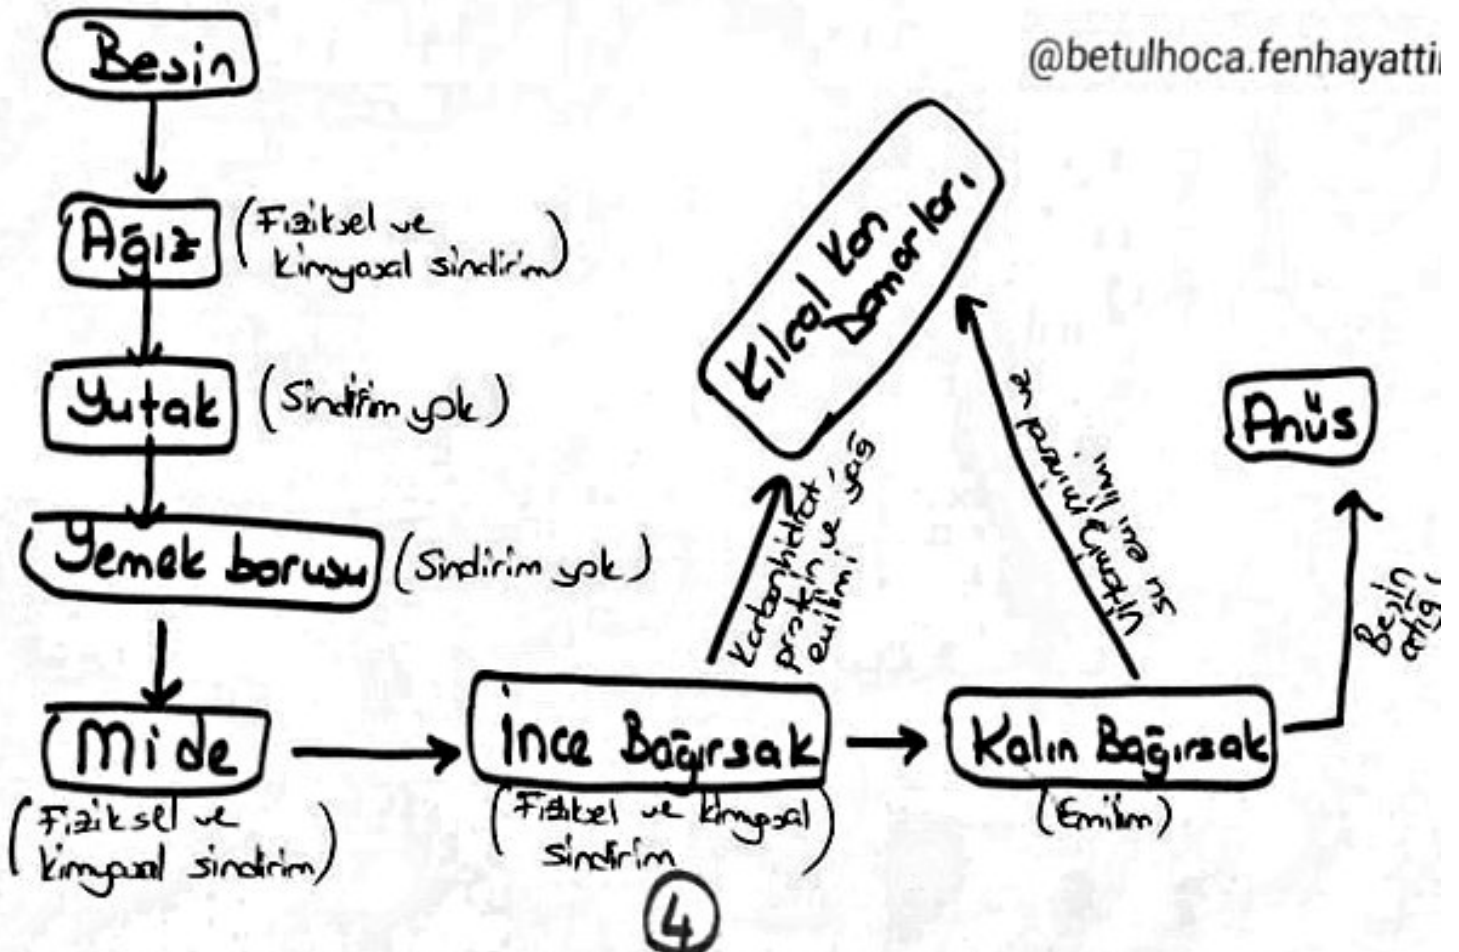 @betulhoca.fenhayatti
Besin
Ağız
(Fiziksel ve
kimyasal sindirim)
Yutak
(Sindirim yok)
Yemek borusu
(Sindirim yok)
Mide
(Fiziksel ve
kimyasal sindirim)
İnce Bağırsak
(Fiziksel ve kimyasal
sindirim)
Karbonhidrat
protein ve yağ
emilimi
Kılcal Kan
Damarları
Kalın Bağırsak
(Emilim)
Vitamin, mineral ve
su emilimi
Besin
atığı
Anüs
4